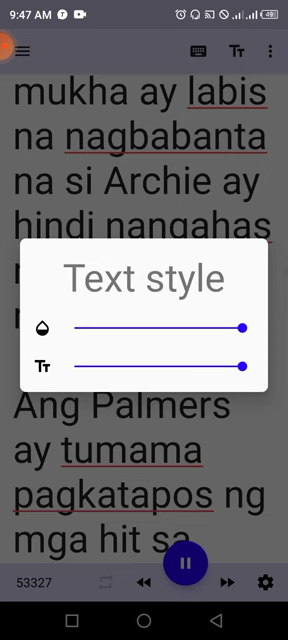 9:47 AM
49
mukha ay labis
na nagbabanta
na si Archie ay
hindi nangahas
Text style
Ang Palmers
ay tumama
pagkatapos ng
mga hit sa
53327